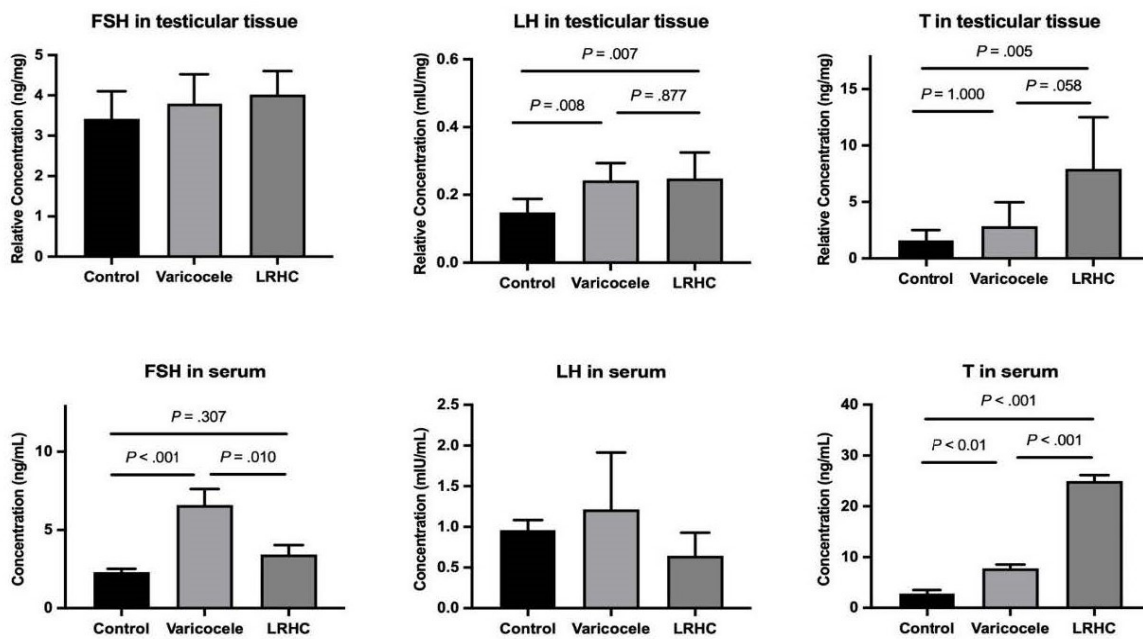 FSH in testicular tissue
Relative Concentration (ng/mg)
5
4
3
2
1
0
Control Varicocele LRHC
LH in testicular tissue
Relative Concentration (mIU/mg)
0.6
0.4
0.2
0.0
P = .007
P = .008
P = .877
Control Varicocele LRHC
T in testicular tissue
Relative Concentration (ng/mg)
15
10
5
0
P = .005
P = 1.000
P = .058
Control Varicocele LRHC
FSH in serum
Concentration (ng/mL)
10
5
0
P = .307
P < .001
P = .010
Control Varicocele LRHC
LH in serum
Concentration (mIU/mL)
2.5
2.0
1.5
1.0
0.5
0.0
Control Varicocele LRHC
T in serum
Concentration (ng/mL)
40
30
20
10
0
P < .001
P < 0.01
P < .001
Control Varicocele LRHC